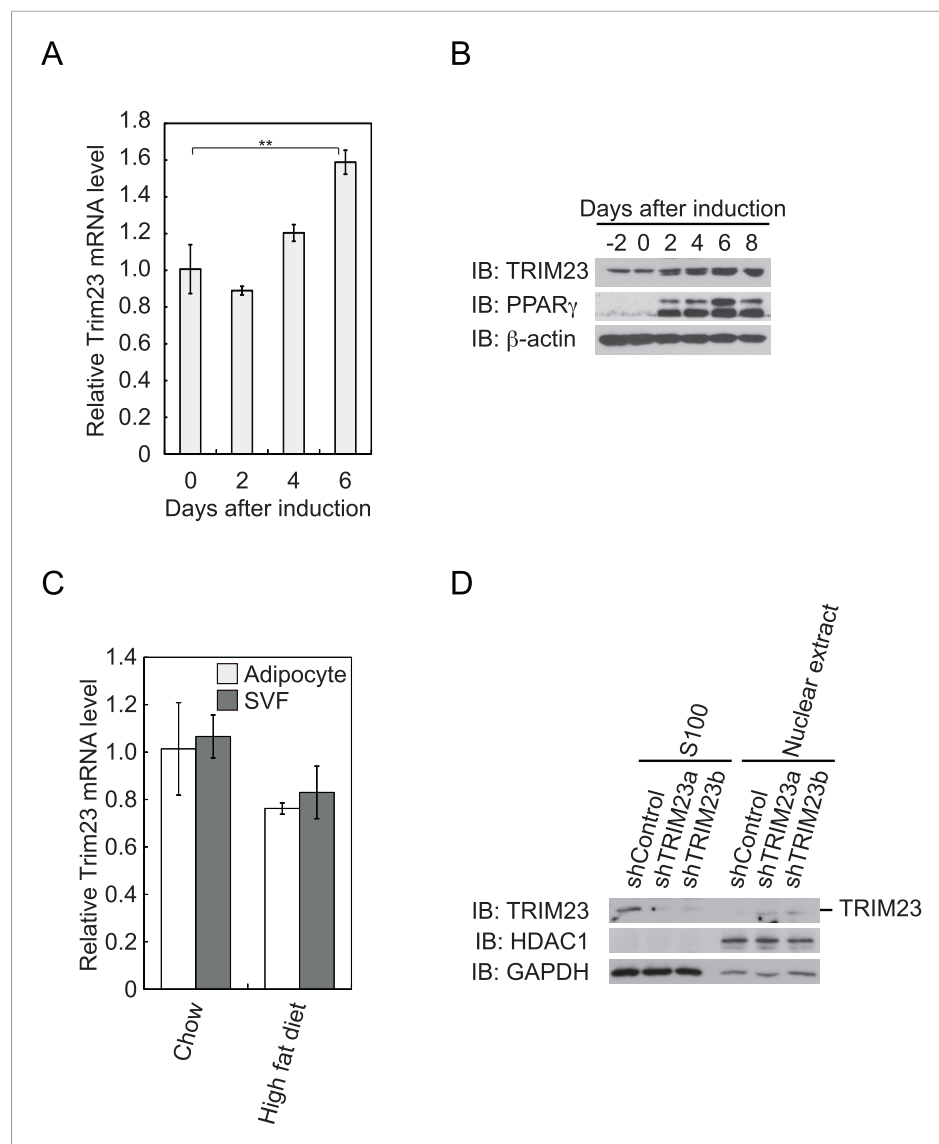 A
Relative Trim23 mRNA level
1.8
1.6
1.4
1.2
1.0
0.8
0.6
0.4
0.2
0
**
0 2 4 6
Days after induction
B
Days after induction
-2 0 2 4 6 8
IB: TRIM23
IB: PPARγ
IB: β-actin
C
Relative Trim23 mRNA level
1.4
1.2
1.0
0.8
0.6
0.4
0.2
0
Adipocyte
SVF
Chow
High fat diet
D
S100
Nuclear extract
shControl
shTRIM23a
shTRIM23b
shControl
shTRIM23a
shTRIM23b
IB: TRIM23
TRIM23
IB: HDAC1
IB: GAPDH